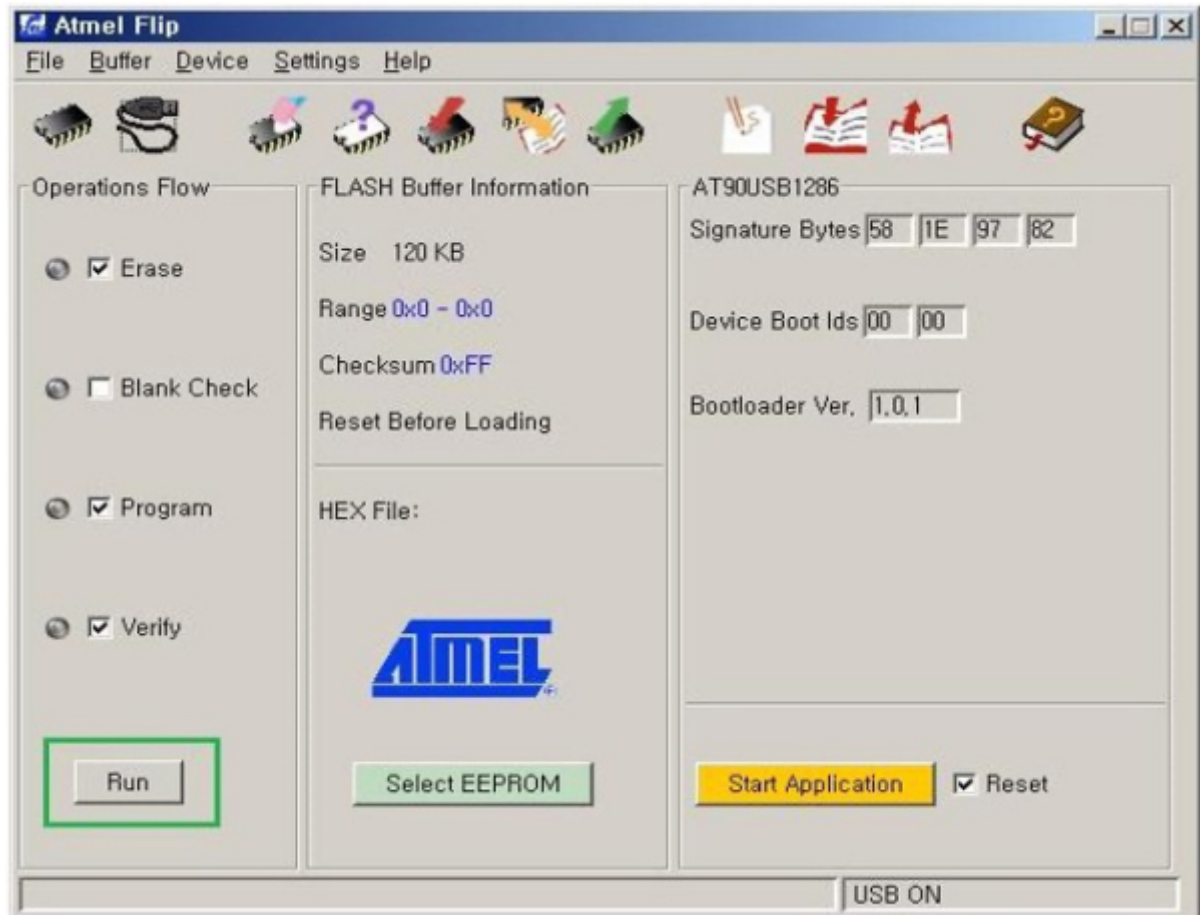 Atmel Flip
File Buffer Device Settings Help
Operations Flow
Erase
Blank Check
Program
Verify
Run
FLASH Buffer Information
Size 120 KB
Range 0x0 - 0x0
Checksum 0xFF
Reset Before Loading
HEX File:
ATMEL
Select EEPROM
AT90USB1286
Signature Bytes 58 1E 97 82
Device Boot Ids 00 00
Bootloader Ver. 1.0.1
Start Application Reset
USB ON